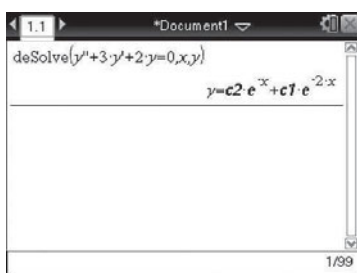 1.1 *Document1
deSolve(y''+3·y'+2·y=0,x,y)
y=c2·e^-x+c1·e^-2·x
1/99